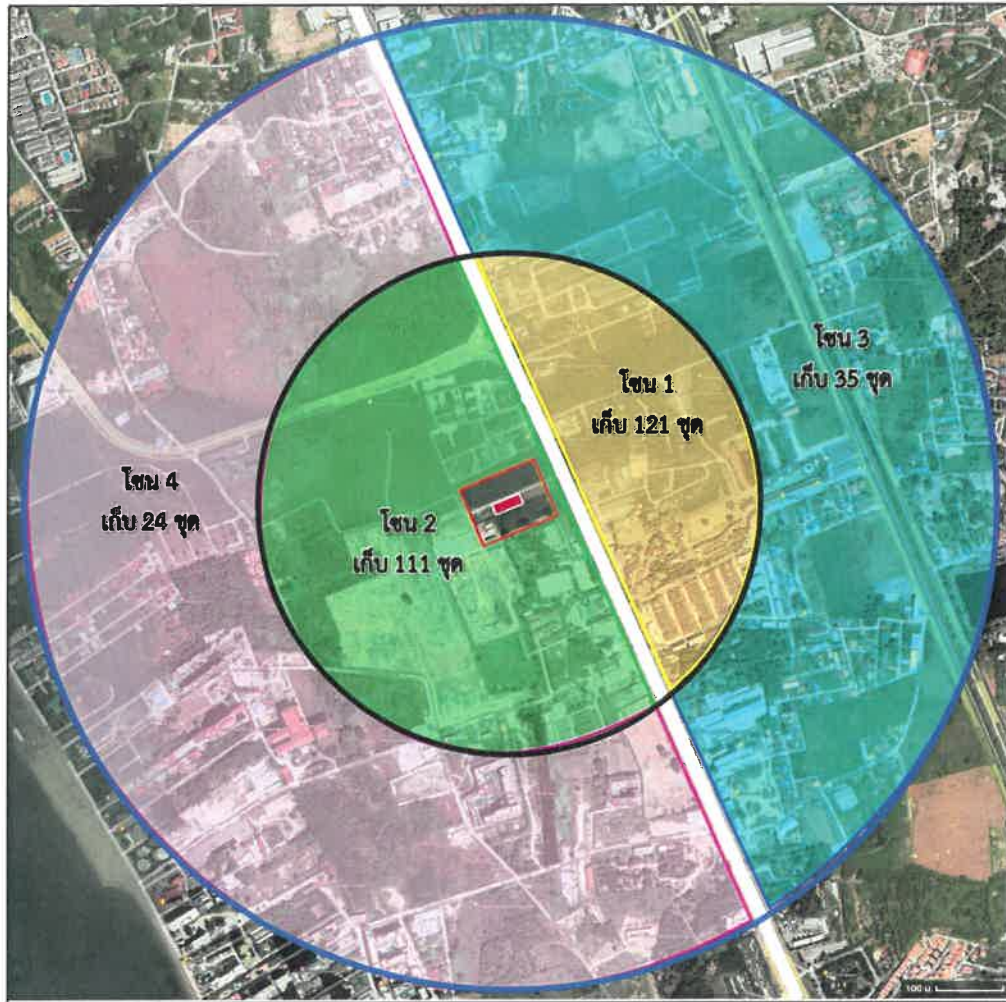 โซน 3
เก็บ 35 ชุด
โซน 1
เก็บ 121 ชุด
โซน 4
เก็บ 24 ชุด
โซน 2
เก็บ 111 ชุด
100 ม.